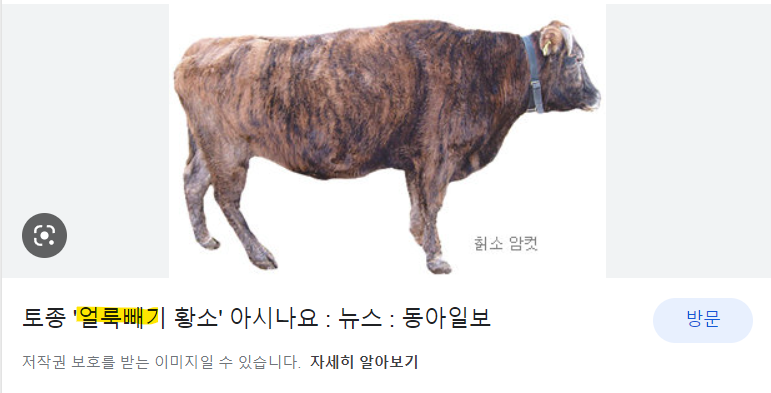 칡소 암컷
토종 '얼룩빼기 황소' 아시나요 : 뉴스 : 동아일보
방문
저작권 보호를 받는 이미지일 수 있습니다. 자세히 알아보기